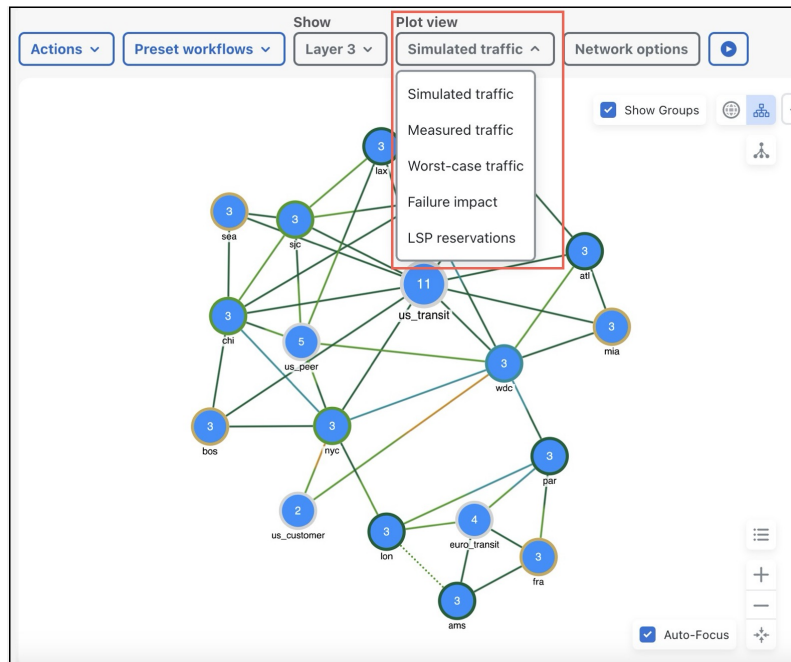 Show
Plot view
Actions
Preset workflows
Layer 3
Simulated traffic
Network options
Simulated traffic
Measured traffic
Worst-case traffic
Failure impact
LSP reservations
Show Groups
3
lax
3
sea
3
sjc
3
atl
11
us_transit
3
chi
5
us_peer
3
mia
3
wdc
3
bos
3
nyc
3
par
2
us_customer
4
euro_transit
3
lon
3
fra
3
ams
Auto-Focus